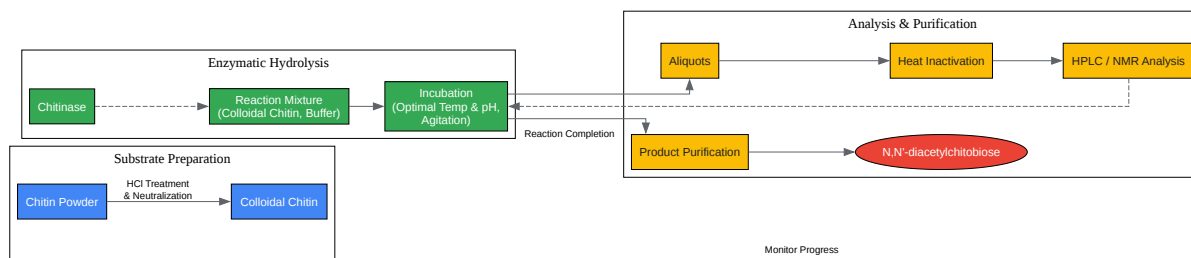 Analysis & Purification
Aliquots
Heat Inactivation
HPLC / NMR Analysis
Enzymatic Hydrolysis
Chitinase
Reaction Mixture
(Colloidal Chitin, Buffer)
Incubation
(Optimal Temp & pH,
Agitation)
Reaction Completion
Product Purification
N,N'-diacetylchitobiose
Substrate Preparation
Chitin Powder
HCl Treatment
& Neutralization
Colloidal Chitin
Monitor Progress